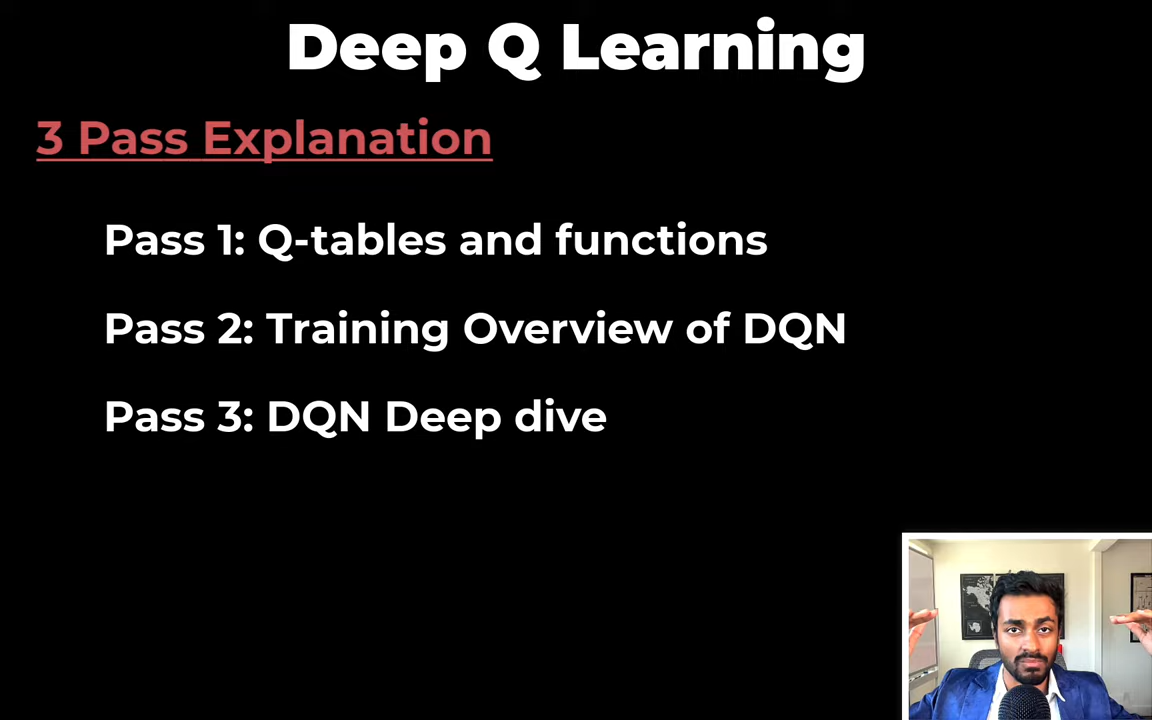 Deep Q Learning
3 Pass Explanation
Pass 1: Q-tables and functions
Pass 2: Training Overview of DQN
Pass 3: DQN Deep dive